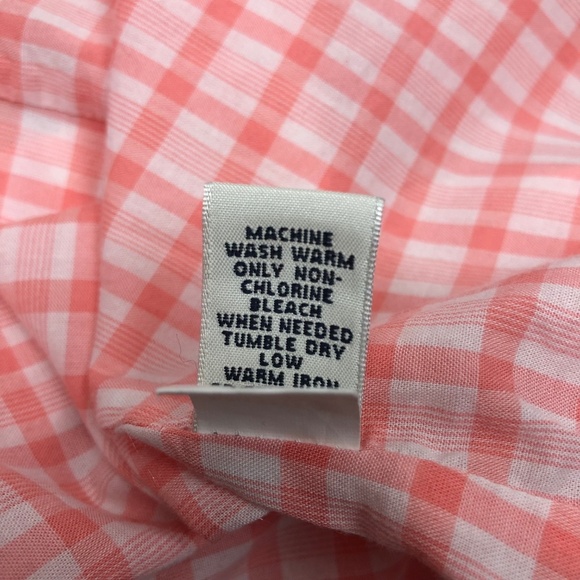 MACHINE
WASH WARM
ONLY NON-
CHLORINE
BLEACH
WHEN NEEDED
TUMBLE DRY
LOW
WARM IRON